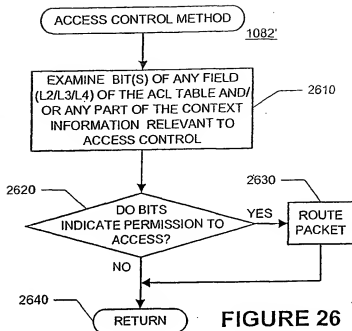 ACCESS CONTROL METHOD
1082'
EXAMINE BIT(S) OF ANY FIELD
(L2/L3/L4) OF THE ACL TABLE AND/
OR ANY PART OF THE CONTEXT
INFORMATION RELEVANT TO
ACCESS CONTROL
2610
2620
DO BITS
INDICATE PERMISSION TO
ACCESS?
YES
2630
ROUTE
PACKET
NO
2640
RETURN
FIGURE 26